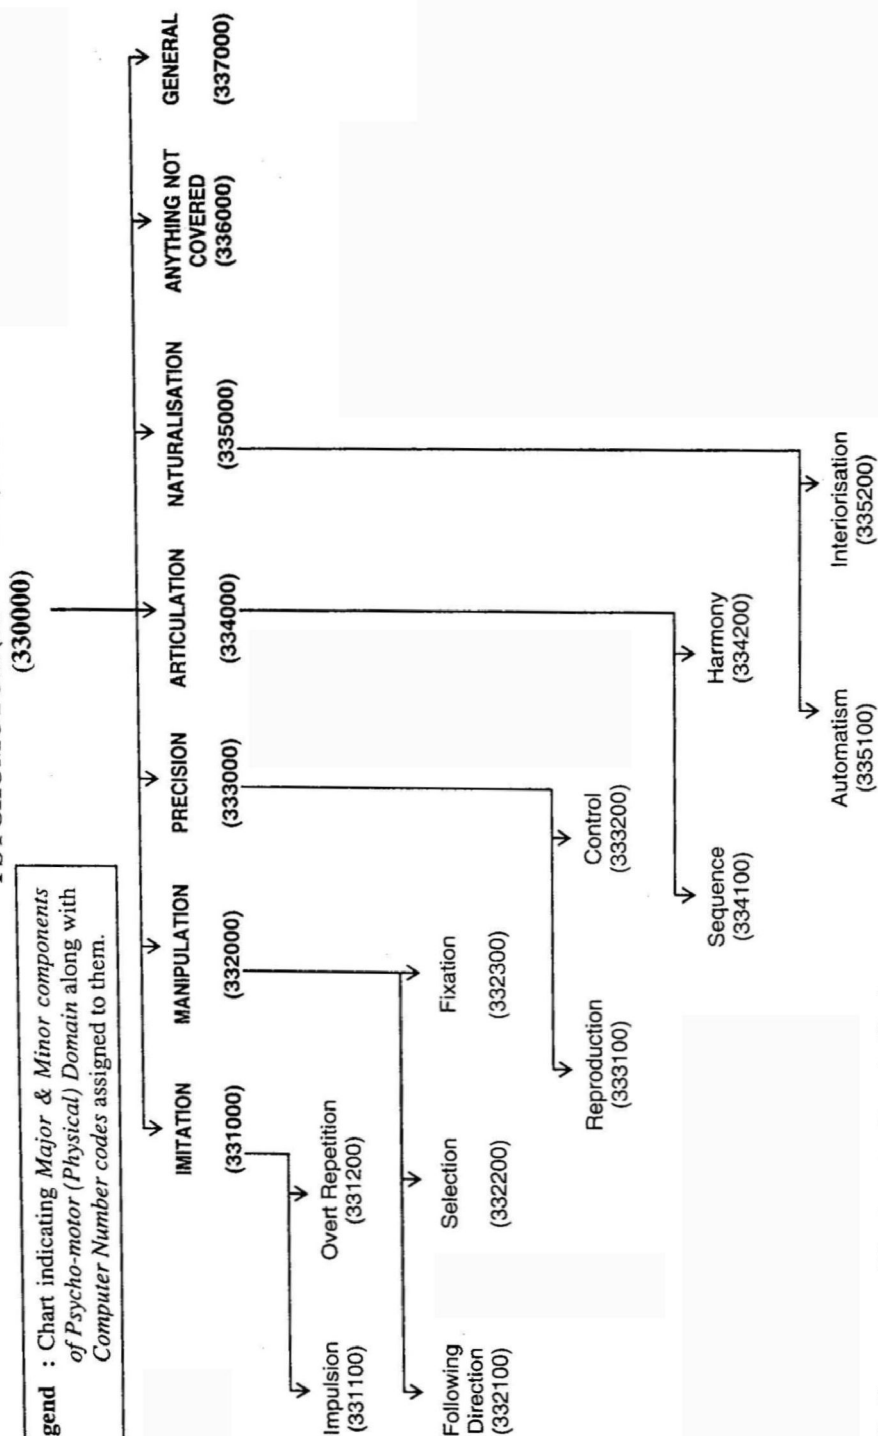 (330000)
Legend : Chart indicating Major & Minor components
of Psycho-motor (Physical) Domain along with
Computer Number codes assigned to them.
IMITATION
(331000)
MANIPULATION
(332000)
PRECISION
(333000)
ARTICULATION
(334000)
NATURALISATION
(335000)
ANYTHING NOT
COVERED
(336000)
GENERAL
(337000)
Impulsion
(331100)
Overt Repetition
(331200)
Following
Direction
(332100)
Selection
(332200)
Fixation
(332300)
Reproduction
(333100)
Control
(333200)
Sequence
(334100)
Harmony
(334200)
Automatism
(335100)
Interiorisation
(335200)